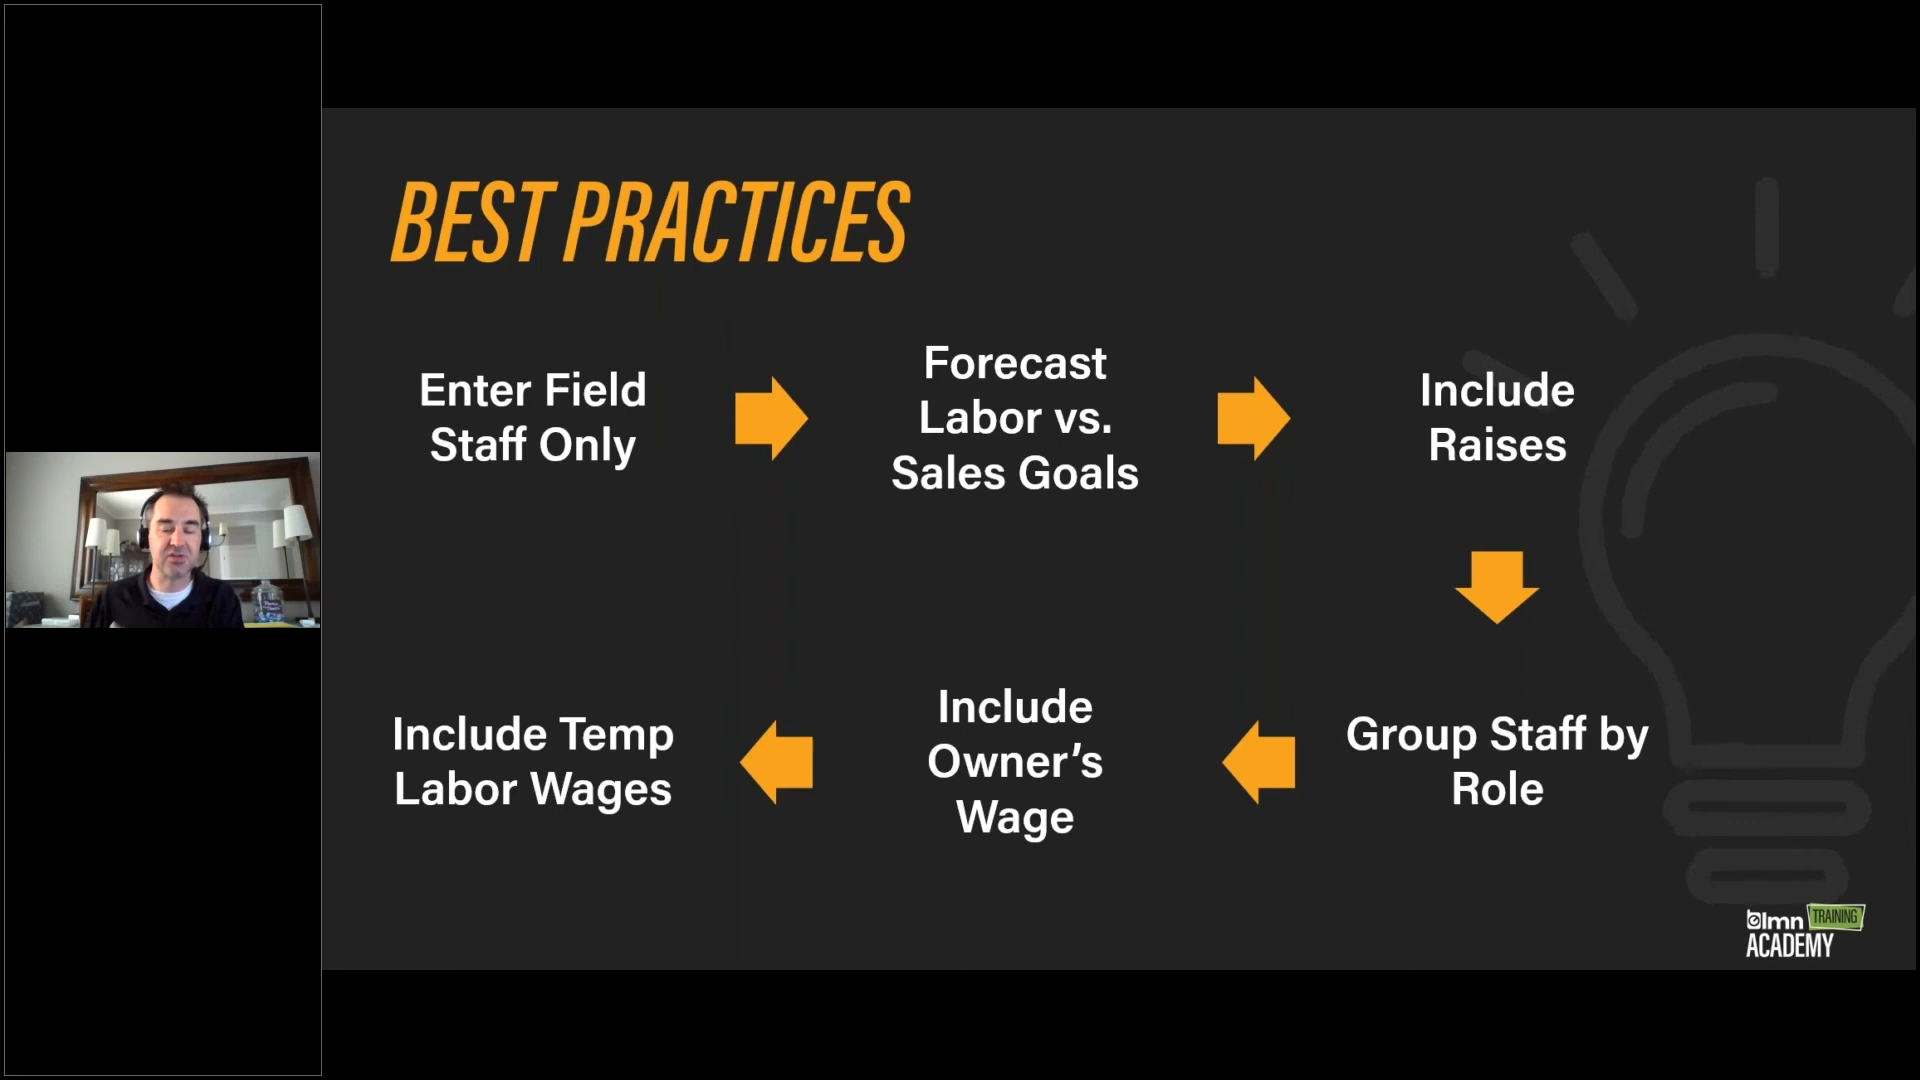 BEST PRACTICES
Enter Field
Staff Only
Forecast
Labor vs.
Sales Goals
Include
Raises
Group Staff by
Role
Include
Owner’s
Wage
Include Temp
Labor Wages
lmn TRAINING
ACADEMY